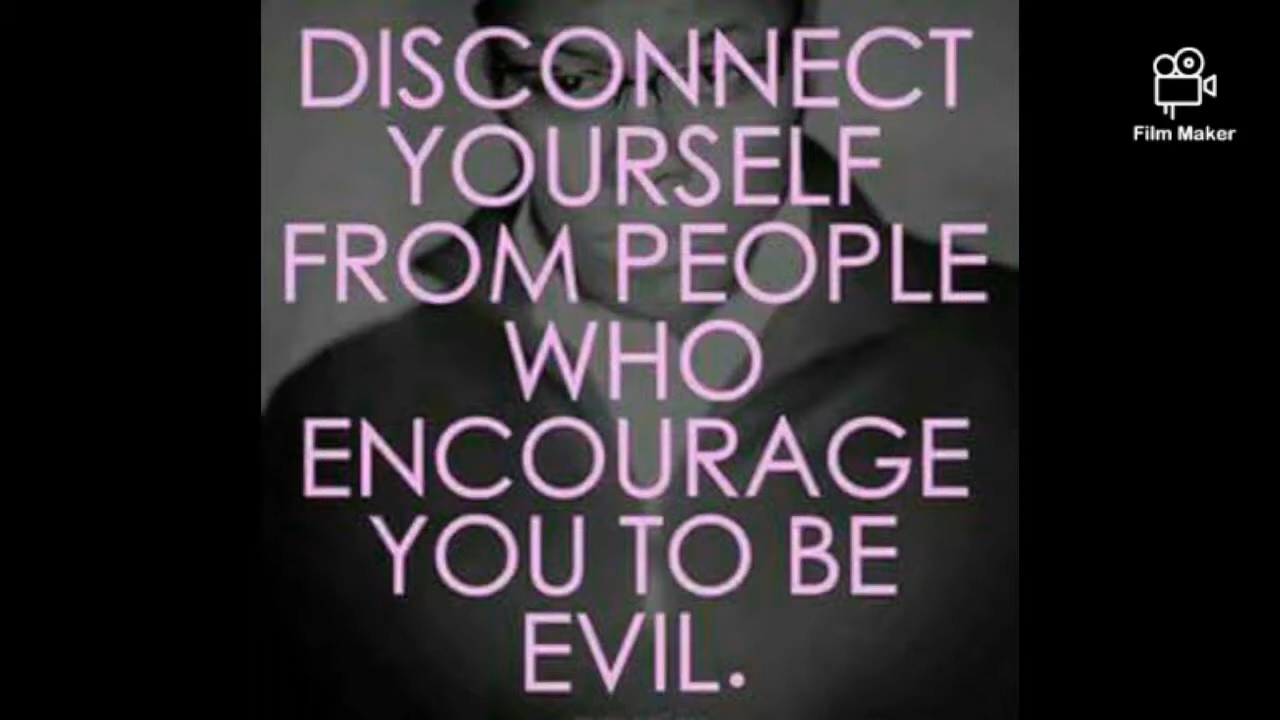 DISCONNECT
YOURSELF
FROM PEOPLE
WHO
ENCOURAGE
YOU TO BE
EVIL.
Film Maker